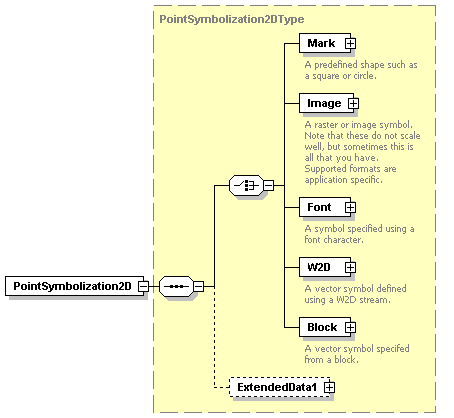 PointSymbolization2DType
Mark
A predefined shape such as
a square or circle.
Image
A raster or image symbol.
Note that these do not scale
well, but sometimes this is
all that you have.
Supported formats are
application specific.
Font
A symbol specified using a
font character.
W2D
A vector symbol defined
using a W2D stream.
Block
A vector symbol specifed
from a block.
PointSymbolization2D
ExtendedData1